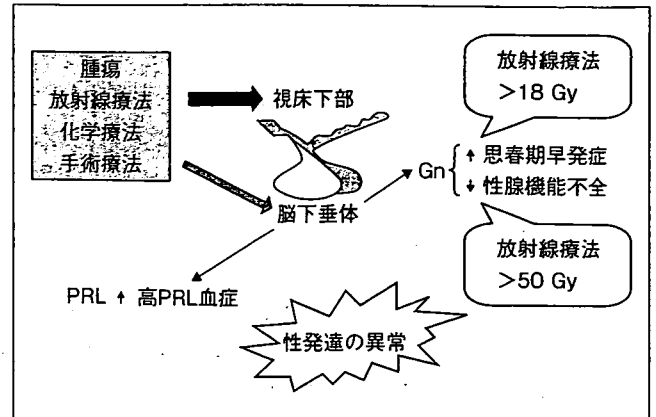 腫瘍
放射線療法
化学療法
手術療法
視床下部
脳下垂体
Gn
↑ 思春期早発症
↓ 性腺機能不全
放射線療法
>18 Gy
放射線療法
>50 Gy
PRL ↑ 高PRL血症
性発達の異常